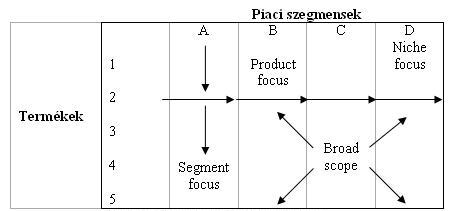 Piaci szegmensek
A B C D
Niche
focus
1 Product
focus
2
Termékek
3
Broad
scope
4 Segment
focus
5